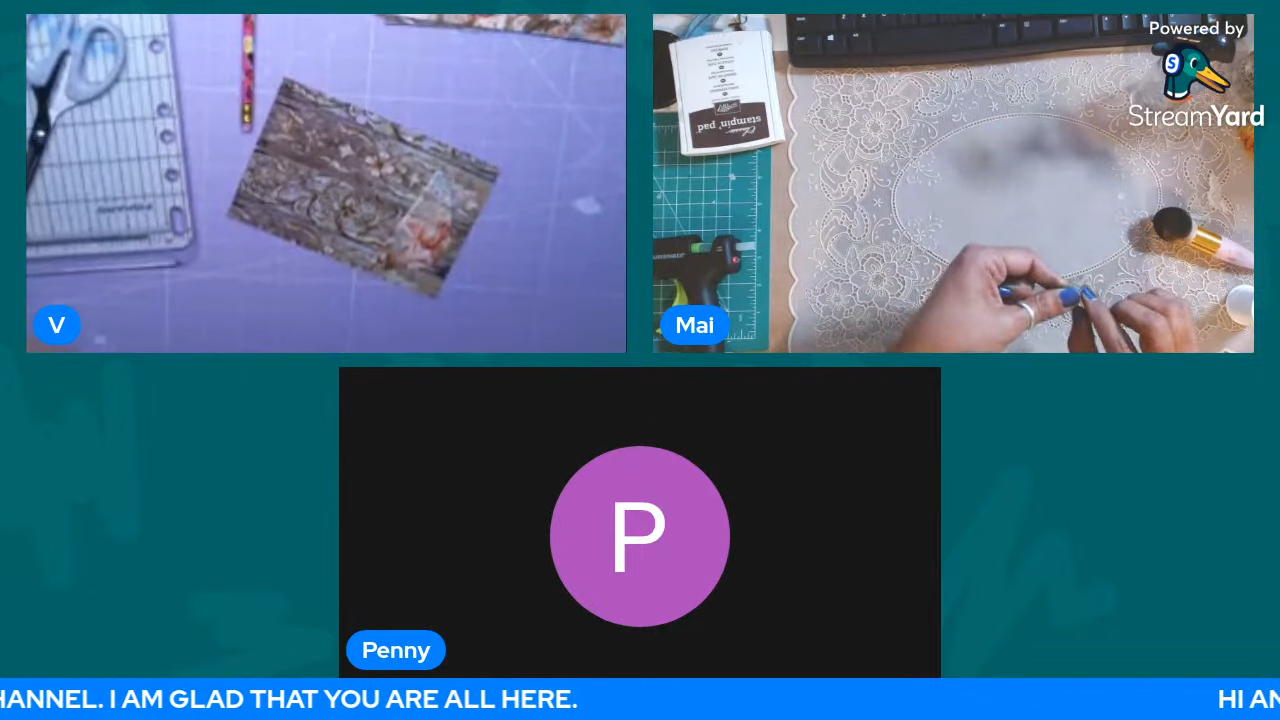 Powered by
StreamYard
stampin' pad
V
Mai
P
Penny
HANNEL. I AM GLAD THAT YOU ARE ALL HERE.
HI AN